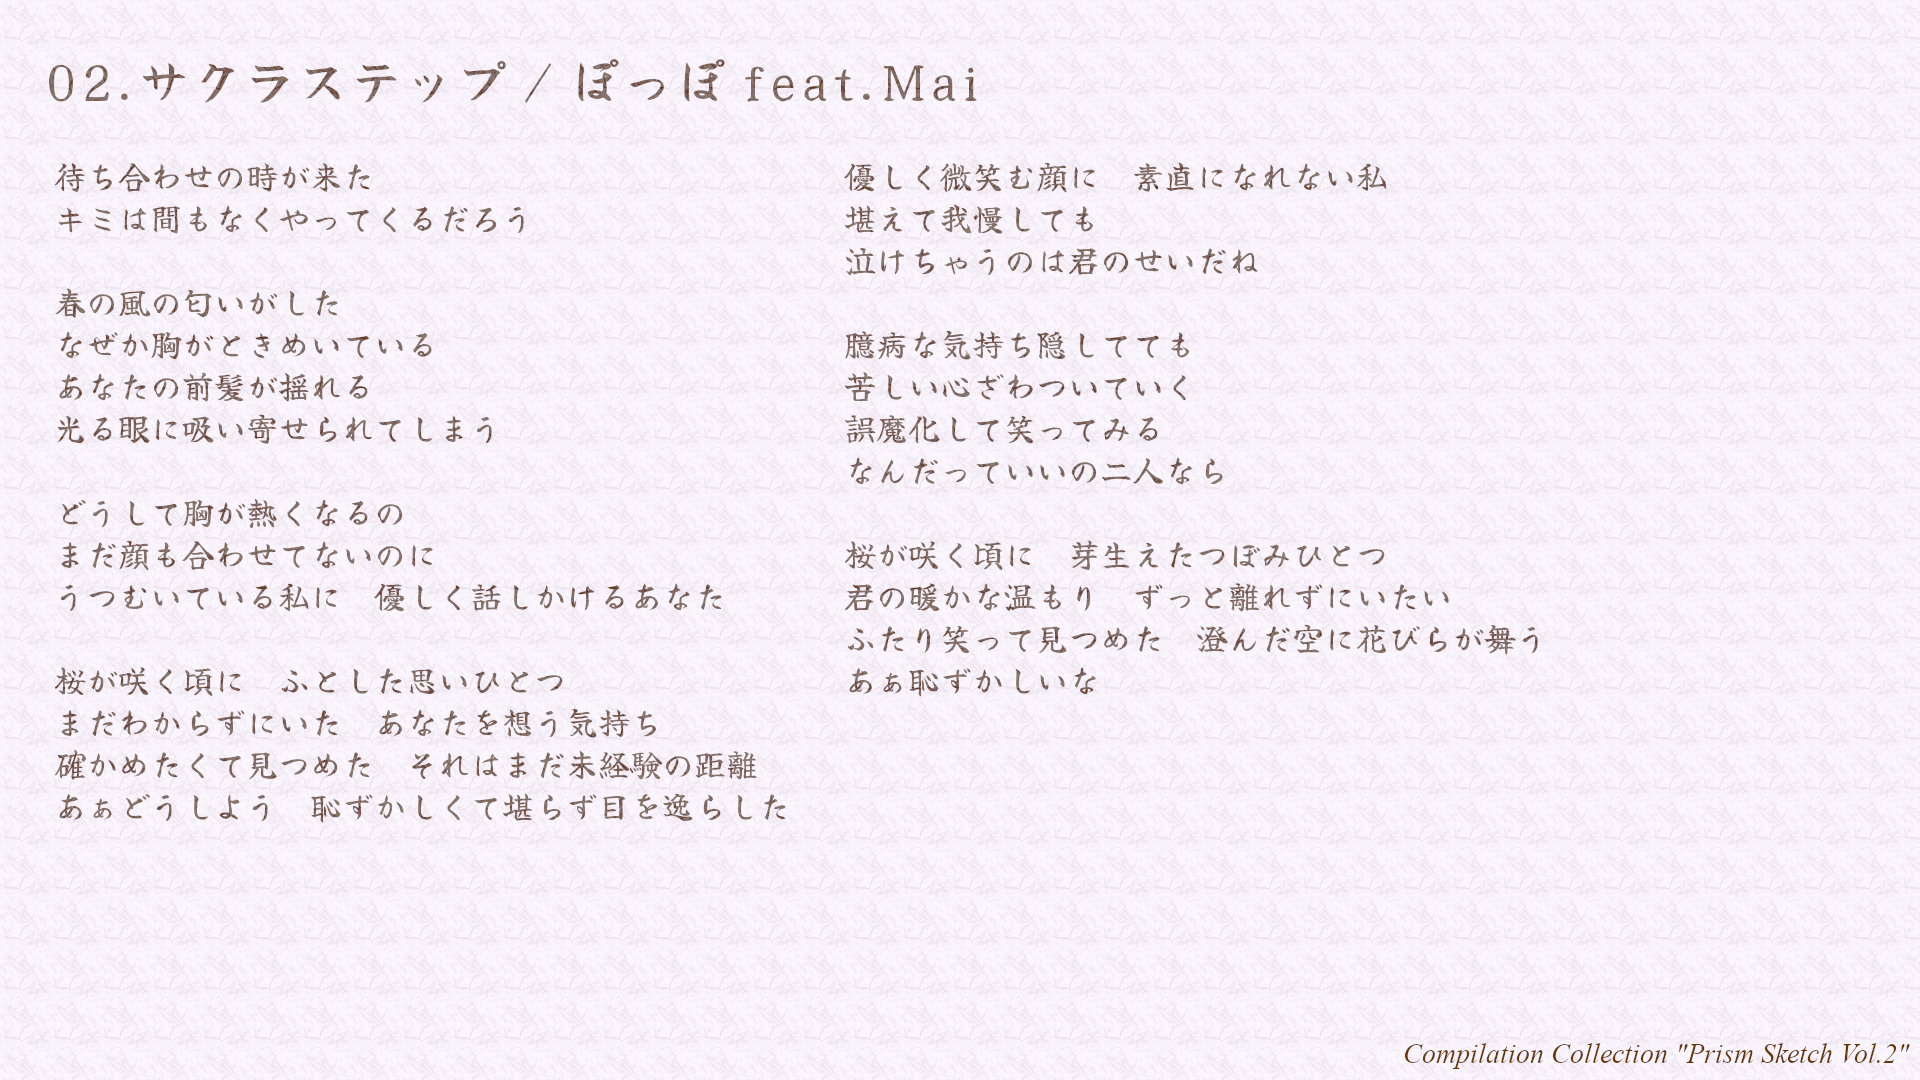 02.サクラステップ / ぽっぽ feat.Mai
待ち合わせの時が来た
キミは間もなくやってくるだろう
春の風の匂いがした
なぜか胸がときめいている
あなたの前髪が揺れる
光る眼に吸い寄せられてしまう
どうして胸が熱くなるの
まだ顔も合わせてないのに
うつむいている私に　優しく話しかけるあなた
桜が咲く頃に　ふとした思いひとつ
まだわからずにいた　あなたを想う気持ち
確かめたくて見つめた　それはまだ未経験の距離
あぁどうしよう　恥ずかしくて堪らず目を逸らした
優しく微笑む顔に　素直になれない私
堪えて我慢しても
泣けちゃうのは君のせいだね
臆病な気持ち隠してても
苦しい心ざわついていく
誤魔化して笑ってみる
なんだっていいの二人なら
桜が咲く頃に　芽生えたつぼみひとつ
君の暖かな温もり　ずっと離れずにいたい
ふたり笑って見つめた　澄んだ空に花びらが舞う
あぁ恥ずかしいな
Compilation Collection "Prism Sketch Vol.2"